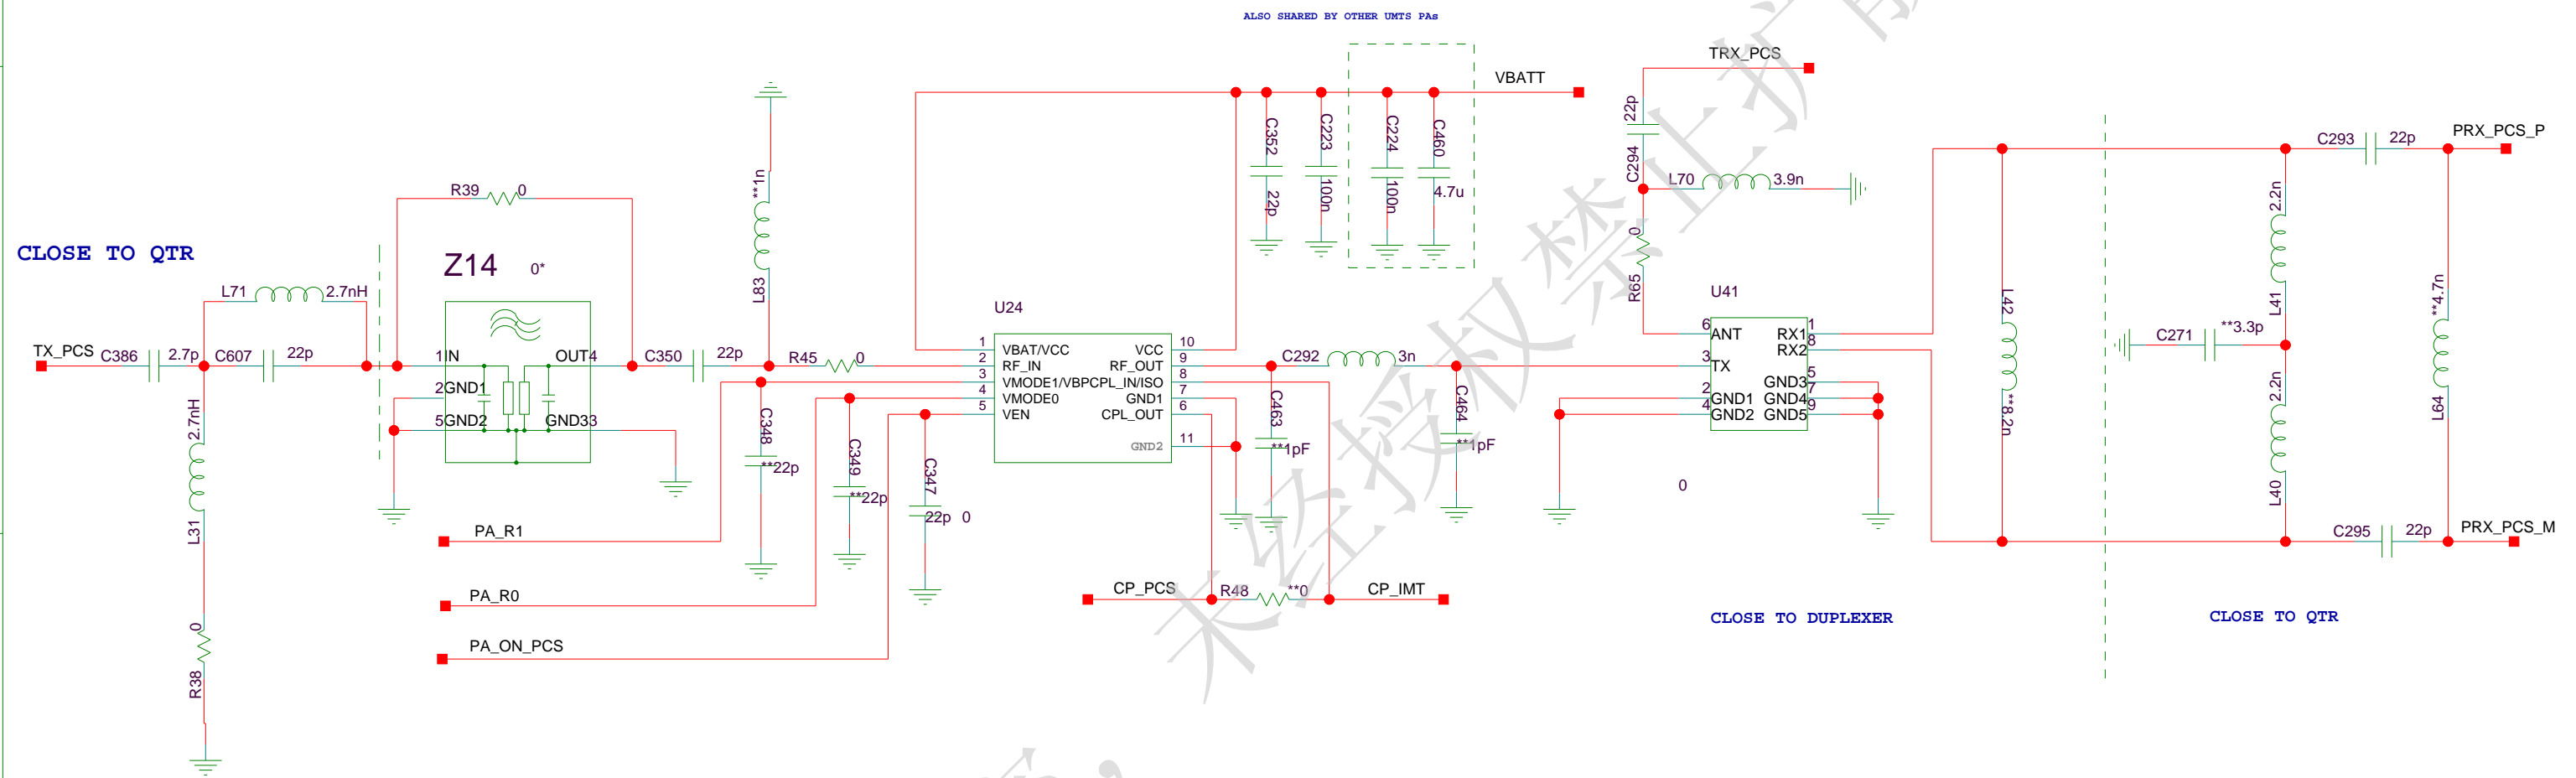 ALSO SHARED BY OTHER UMTS PAs
VBATT
TRX_PCS
C352
22p
C223
100n
C224
100n
C460
4.7u
22p
C294
L70
3.9n
0
R65
C293
22p
PRX_PCS_P
R39
0
**1n
L83
CLOSE TO QTR
Z14
0*
L71
2.7nH
TX_PCS
C386
2.7p
C607
22p
1IN
OUT4
2GND1
5GND2
GND33
C350
22p
R45
0
2.7nH
L31
0
R38
U24
1
VBAT/VCC
2
RF_IN
3
VMODE1/VBPCPL_IN/ISO
4
VMODE0
5
VEN
10
VCC
9
RF_OUT
8
7
GND1
6
CPL_OUT
11
GND2
C348
**22p
C349
**22p
C347
22p
0
PA_R1
PA_R0
PA_ON_PCS
C292
3n
C463
**1pF
C464
**1pF
CP_PCS
R48
**0
CP_IMT
U41
6
ANT
3
TX
2
GND1
4
GND2
RX1
1
RX2
8
GND3
5
GND4
7
GND5
9
0
L42
**8.2n
2.2n
L41
C271
**3.3p
2.2n
L40
**4.7n
L64
C295
22p
PRX_PCS_M
CLOSE TO DUPLEXER
CLOSE TO QTR
未经授权禁止扩